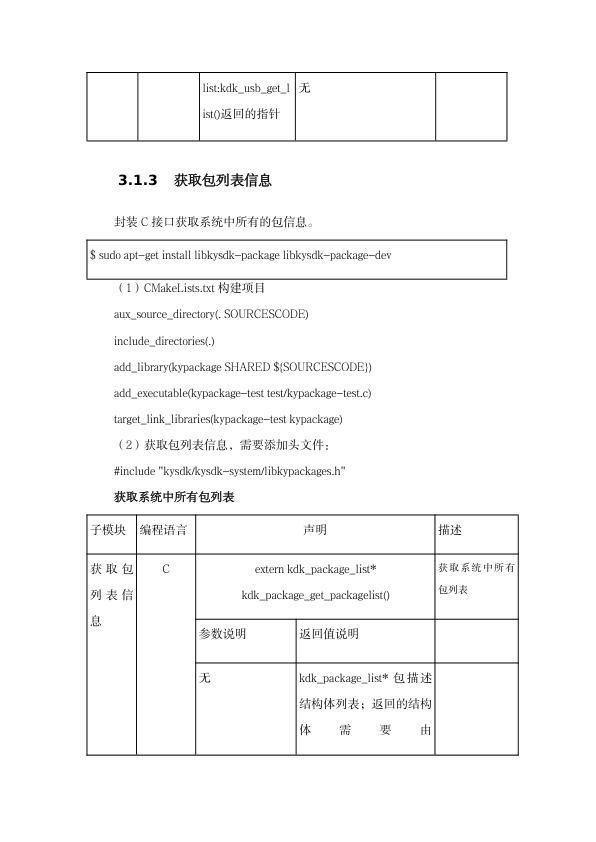 list:kdk_usb_get_l
ist()返回的指针
无
3.1.3 获取包列表信息
封装 C 接口获取系统中所有的包信息。
$ sudo apt-get install libkysdk-package libkysdk-package-dev
（1）CMakeLists.txt 构建项目
aux_source_directory(. SOURCESCODE)
include_directories(.)
add_library(kypackage SHARED ${SOURCESCODE})
add_executable(kypackage-test test/kypackage-test.c)
target_link_libraries(kypackage-test kypackage)
（2）获取包列表信息，需要添加头文件：
#include "kysdk/kysdk-system/libkypackages.h"
获取系统中所有包列表
子模块 编程语言 声明 描述
获取包
列表信
息
C
extern kdk_package_list*
kdk_package_get_packagelist()
获取系统中所有
包列表
参数说明 返回值说明
无
kdk_package_list* 包描述
结构体列表；返回的结构
体需要由